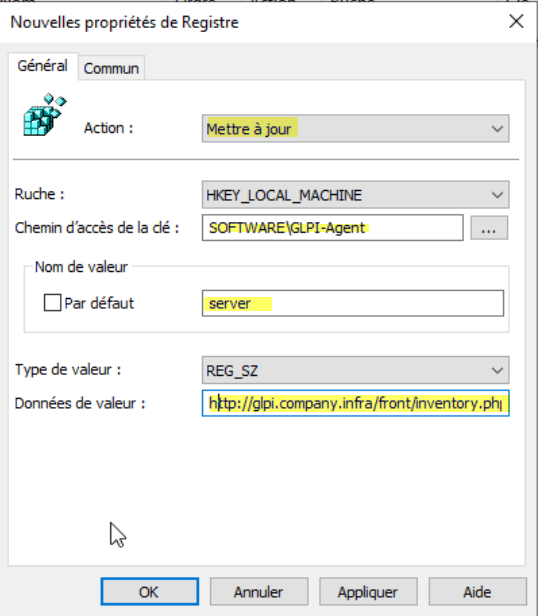 Nouvelles propriétés de Registre
Général
Commun
Action :
Mettre à jour
Ruche :
HKEY_LOCAL_MACHINE
Chemin d'accès de la clé :
SOFTWARE\GLPI-Agent
...
Nom de valeur
Par défaut
server
Type de valeur :
REG_SZ
Données de valeur :
http://glpi.company.infra/front/inventory.php
OK
Annuler
Appliquer
Aide